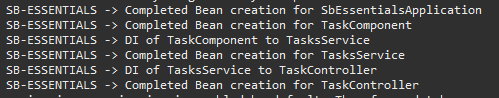 SB-ESSENTIALS -> Completed Bean creation for SbEssentialsApplication
SB-ESSENTIALS -> Completed Bean creation for TaskComponent
SB-ESSENTIALS -> DI of TaskComponent to TasksService
SB-ESSENTIALS -> Completed Bean creation for TasksService
SB-ESSENTIALS -> DI of TasksService to TaskController
SB-ESSENTIALS -> Completed Bean creation for TaskController